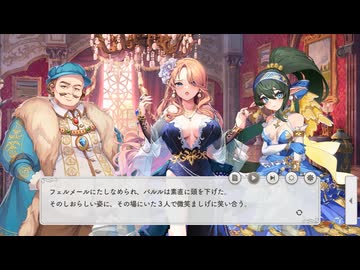 フェルメールにたしなめられ、パルルは素直に頭を下げた。
そのしおらしい姿に、その場にいた３人で微笑ましげに笑い合う。